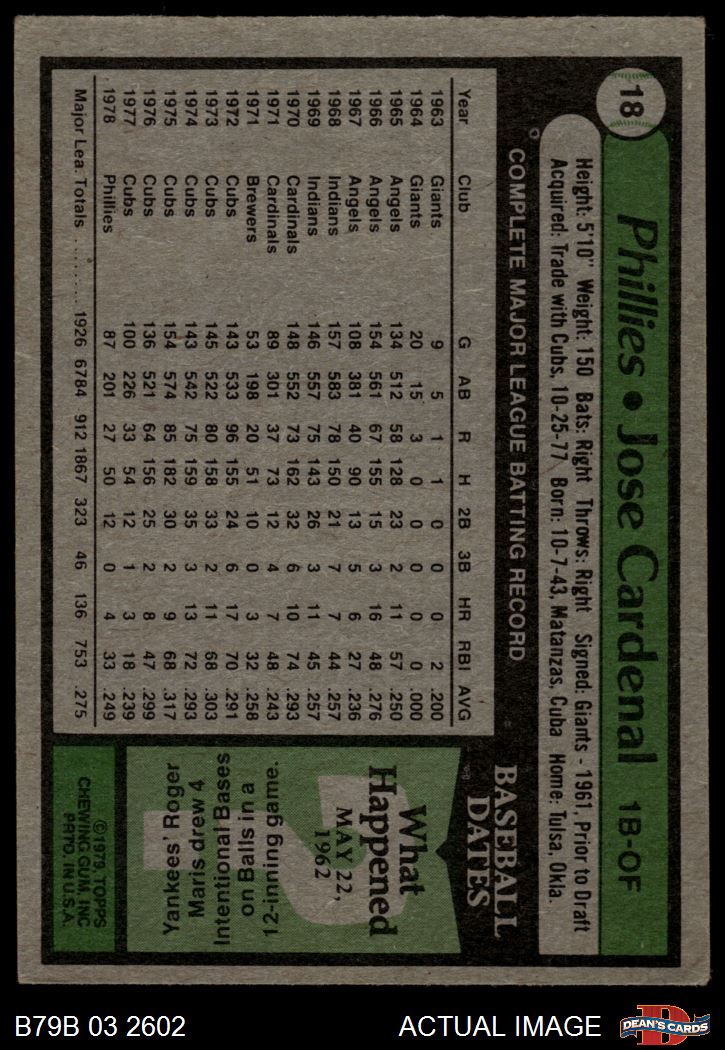 18
Phillies • Jose Cardenal 1B-OF
Height: 5'10" Weight: 150 Bats: Right Throws: Right Signed: Giants - 1961, Prior to Draft
Acquired: Trade with Cubs, 10-25-77 Born: 10-7-43, Matanzas, Cuba Home: Tulsa, Okla.
COMPLETE MAJOR LEAGUE BATTING RECORD
Year Club G AB R H 2B 3B HR RBI AVG
1963 Giants 9 5 1 1 0 0 0 2 .200
1964 Giants 20 15 3 0 0 0 0 0 .000
1965 Angels 134 512 58 128 23 2 11 57 .250
1966 Angels 154 561 67 155 15 3 16 48 .276
1967 Angels 108 381 40 90 13 5 6 27 .236
1968 Indians 157 583 78 150 21 7 7 44 .257
1969 Indians 146 557 75 143 26 3 11 45 .257
1970 Cardinals 148 552 73 162 32 6 10 74 .293
1971 Cardinals 89 301 37 73 12 4 7 48 .243
1971 Brewers 53 198 20 51 10 0 3 32 .258
1972 Cubs 143 533 96 155 24 6 17 70 .291
1973 Cubs 145 522 80 158 33 2 11 68 .303
1974 Cubs 143 542 75 159 35 3 13 72 .293
1975 Cubs 154 574 85 182 30 2 9 68 .317
1976 Cubs 136 521 64 156 25 2 8 47 .299
1977 Cubs 100 226 33 54 12 1 3 18 .239
1978 Phillies 87 201 27 50 12 0 4 33 .249
Major Lea. Totals ......... 1926 6784 912 1867 323 46 136 753 .275
BASEBALL
DATES
What
Happened
MAY 22,
1962
Yankees' Roger
Maris drew 4
Intentional Bases
on Balls in a
12-inning game.
©1979, TOPPS
CHEWING GUM, INC
PRTD. IN U.S.A.
B79B 03 2602
ACTUAL IMAGE
D
DEAN'S CARDS